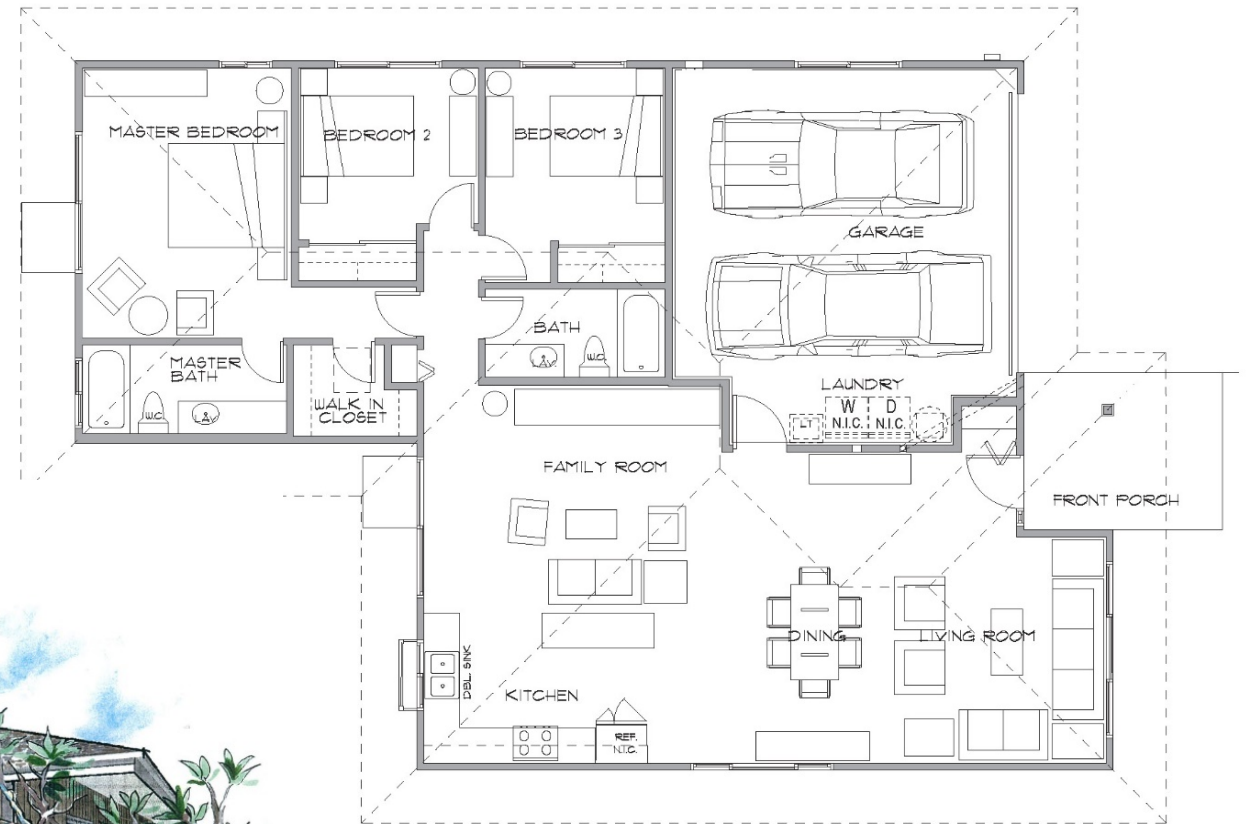 MASTER BEDROOM
BEDROOM 2
BEDROOM 3
GARAGE
BATH
LAV
W.C.
MASTER
BATH
W.C.
LAV
WALK IN
CLOSET
LAUNDRY
LT
W
N.I.C.
D
N.I.C.
FAMILY ROOM
FRONT PORCH
DINING
LIVING ROOM
DBL. SINK
KITCHEN
REF.
N.I.C.